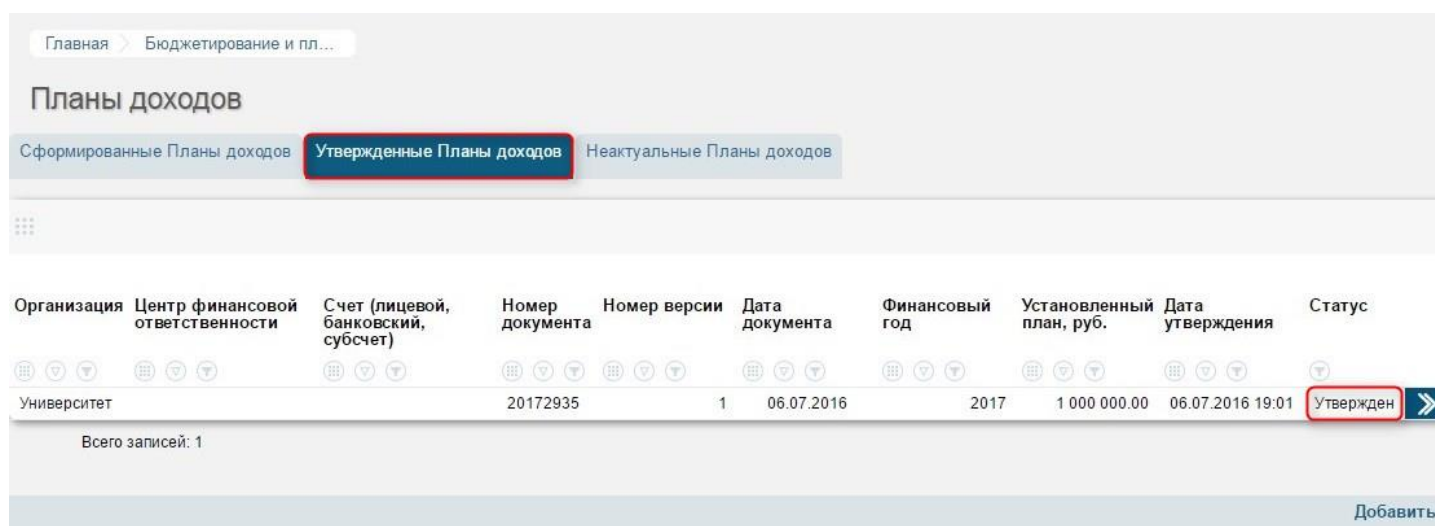 Главная Бюджетирование и пл...
Планы доходов
Сформированные Планы доходов Утвержденные Планы доходов Неактуальные Планы доходов
Организация Центр финансовой Счет (лицевой, Номер Номер версии Дата Финансовый Установленный Дата Статус
ответственности банковский, документа документа год план, руб. утверждения
субсчет)
Университет 20172935 1 06.07.2016 2017 1 000 000.00 06.07.2016 19:01 Утвержден
Всего записей: 1
Добавить